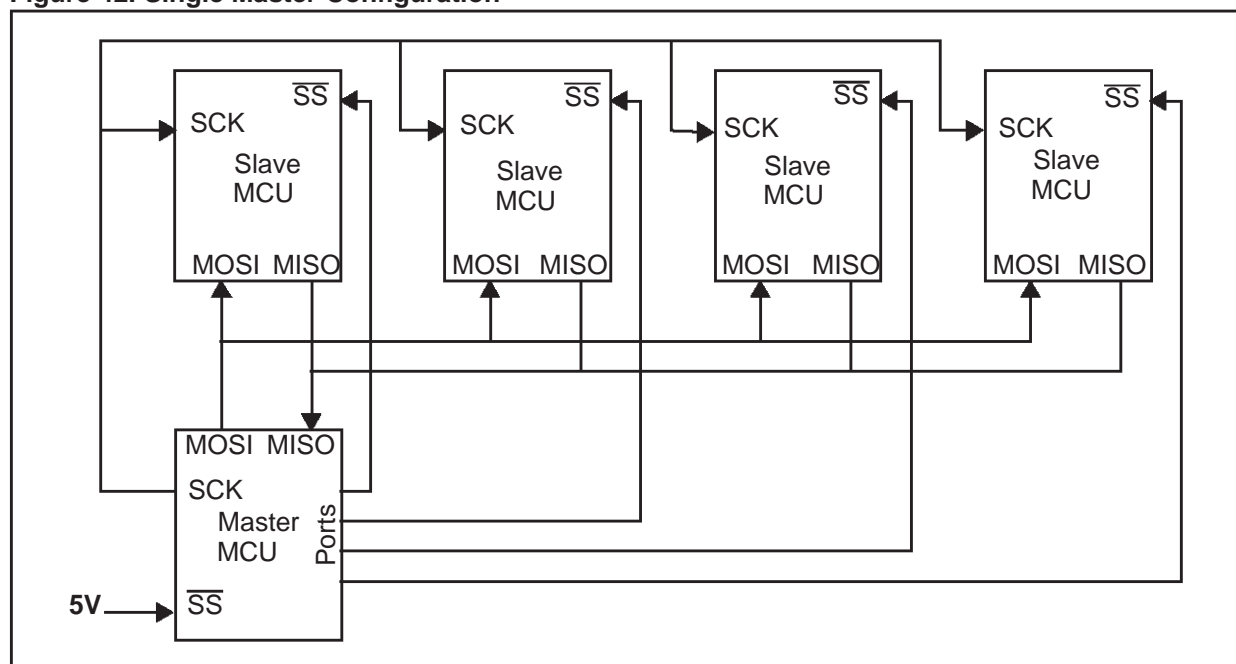 Figure 42. Single Master Configuration
SS
SS
SS
SS
SCK
SCK
SCK
SCK
Slave
MCU
Slave
MCU
Slave
MCU
Slave
MCU
MOSI MISO
MOSI MISO
MOSI MISO
MOSI MISO
MOSI MISO
SCK
Master
MCU
Ports
5V
SS